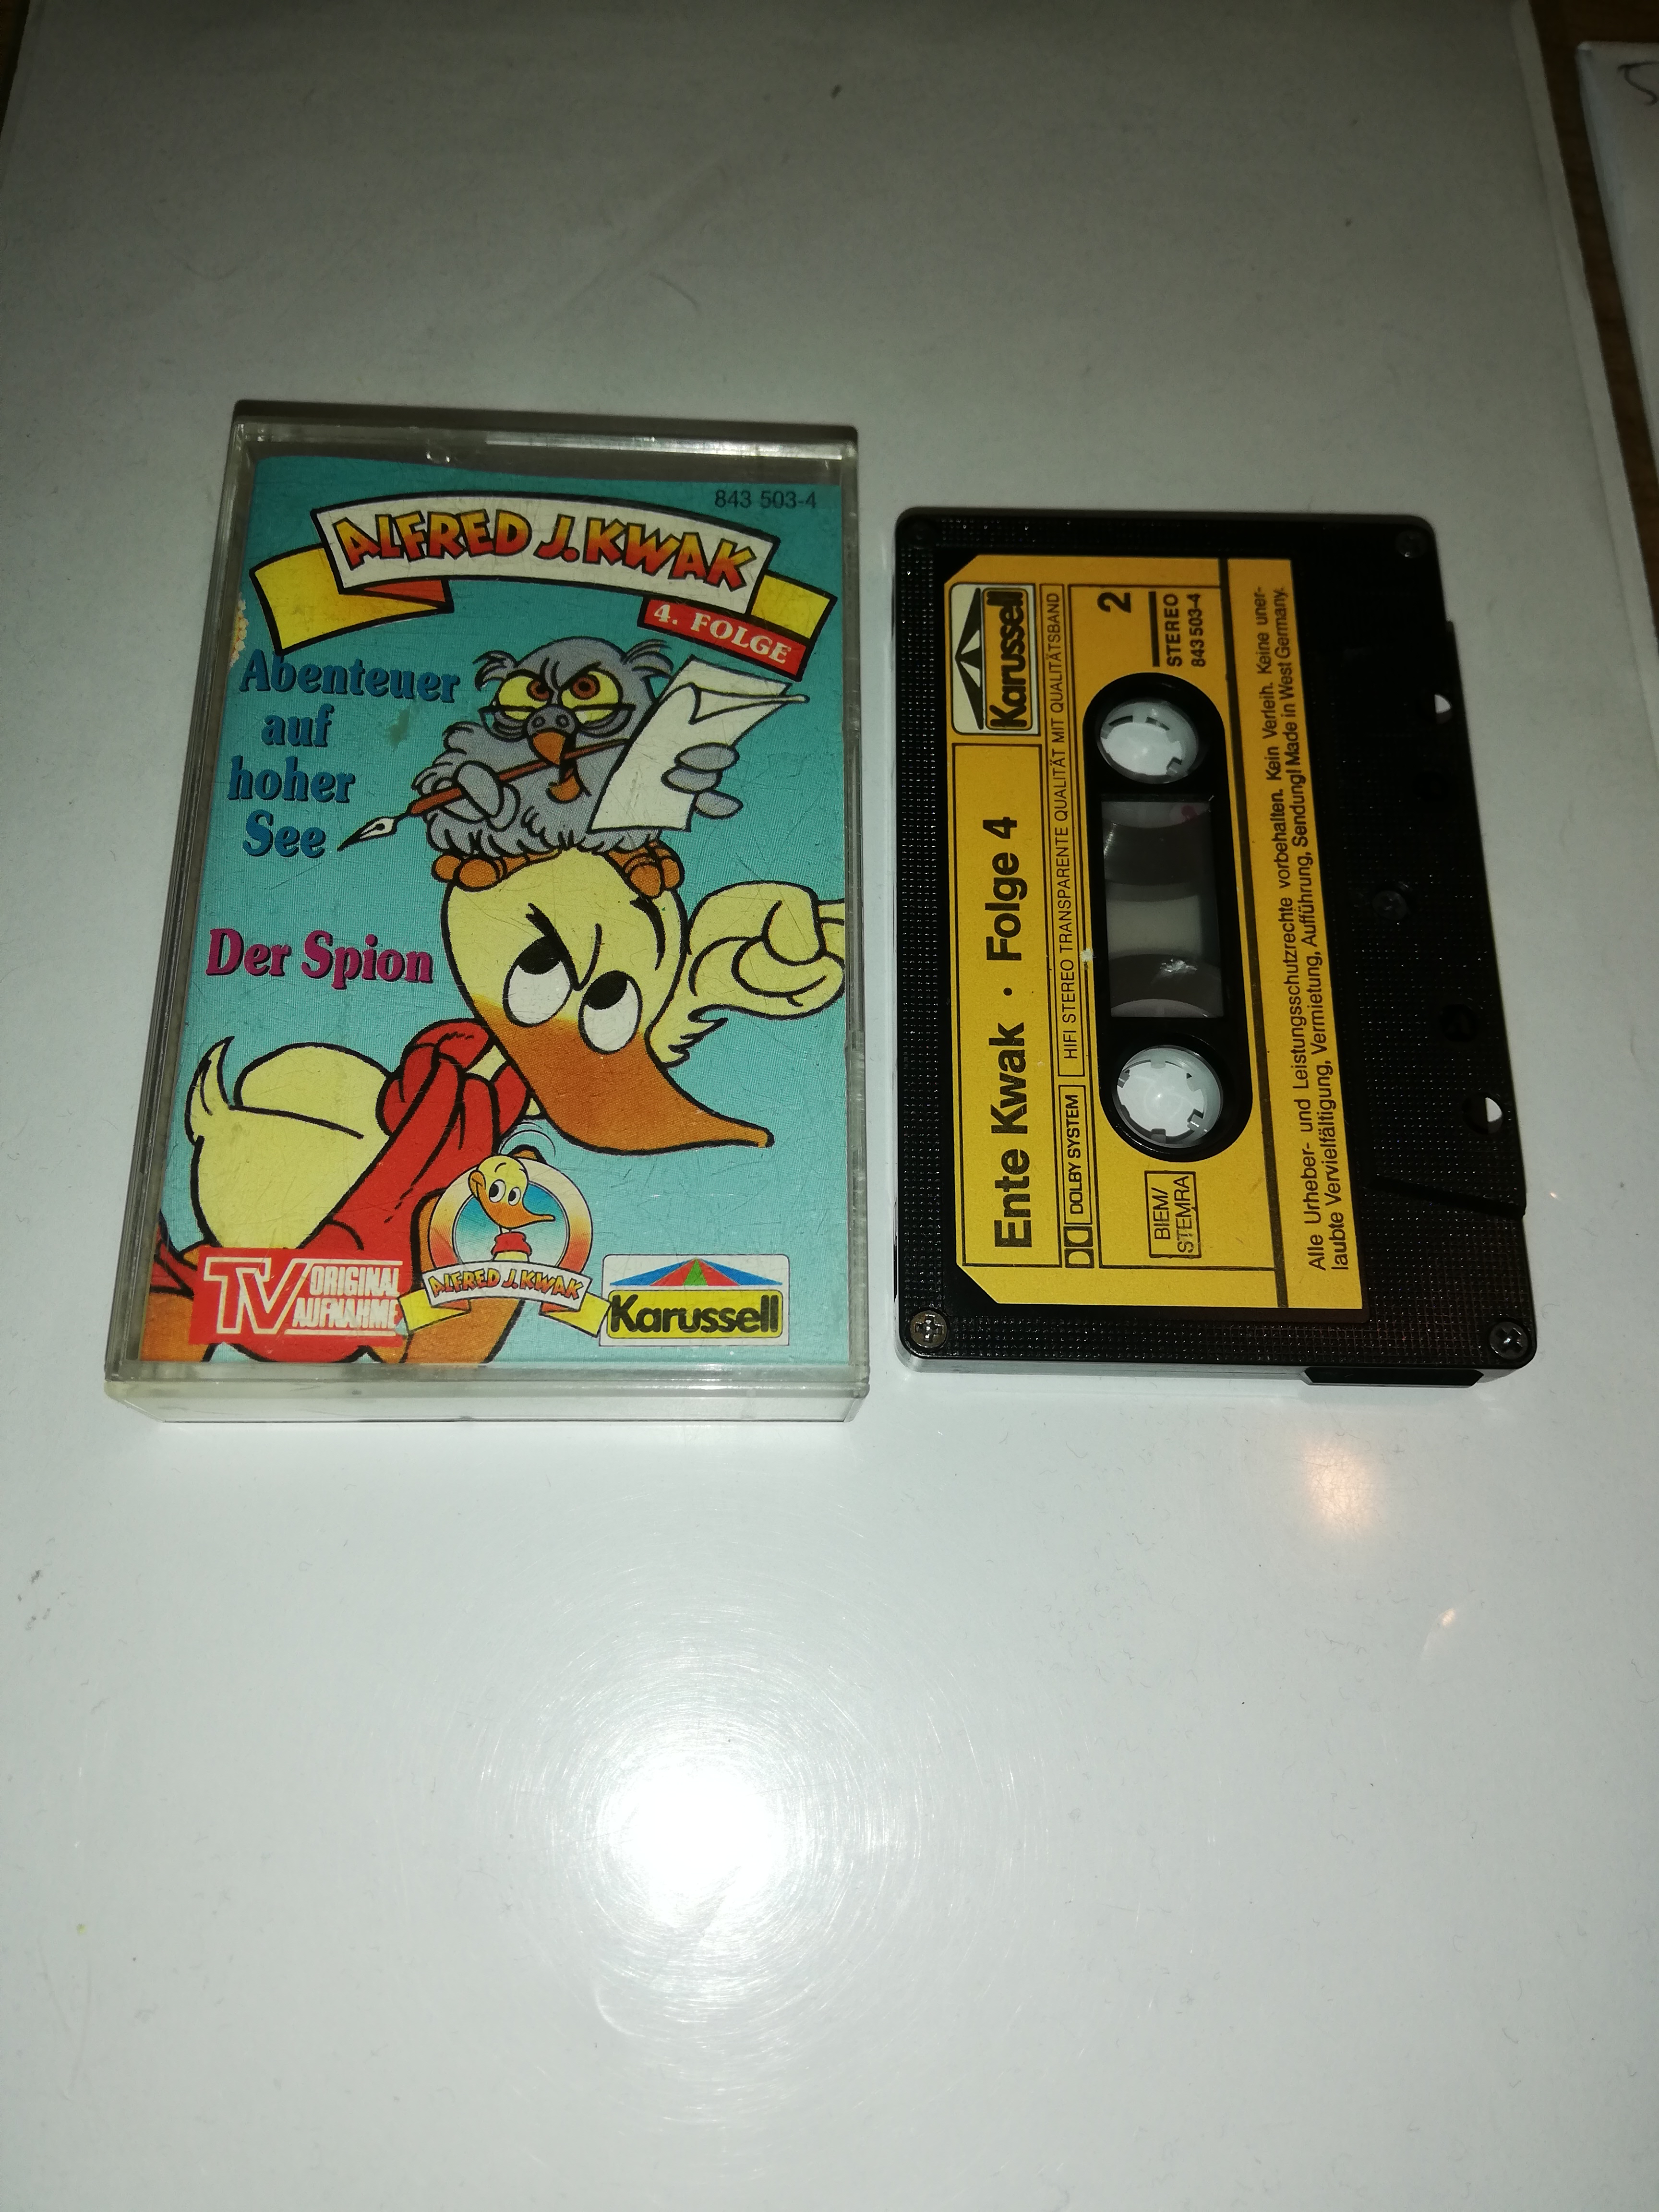 843 503-4
ALFRED J. KWAK
4. FOLGE
Abenteuer
auf
hoher
See
Der Spion
TV ORIGINAL
AUFNAHME
ALFRED J. KWAK
Karussell
Karussell
Ente Kwak · Folge 4
DOLBY SYSTEM
HIFI STEREO TRANSPARENTE QUALITÄT MIT QUALITÄTSBAND
2
STEREO
843 503-4
BIEM/
STEMRA
Alle Urheber- und Leistungsschutzrechte vorbehalten. Kein Verleih. Keine uner-
laubte Vervielfältigung, Vermietung, Aufführung, Sendung! Made in West Germany.